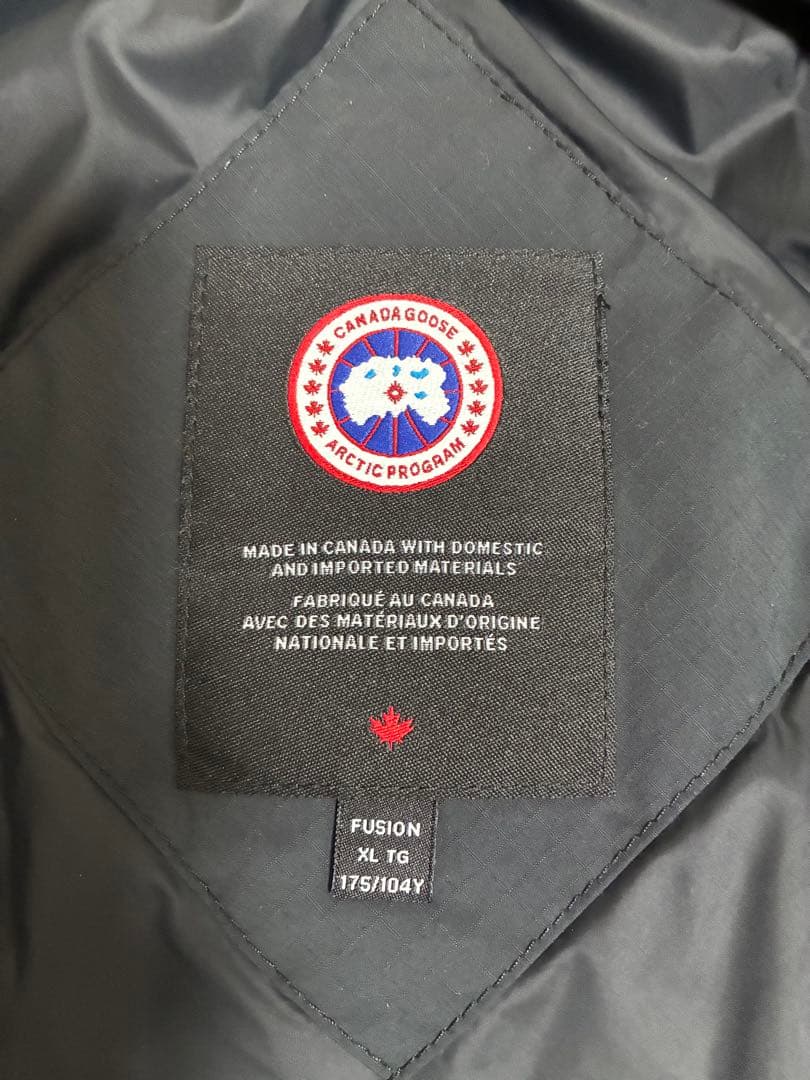 CANADA GOOSE
ARCTIC PROGRAM
MADE IN CANADA WITH DOMESTIC
AND IMPORTED MATERIALS
FABRIQUÉ AU CANADA
AVEC DES MATÉRIAUX D'ORIGINE
NATIONALE ET IMPORTÉS
FUSION
XL TG
175/104Y